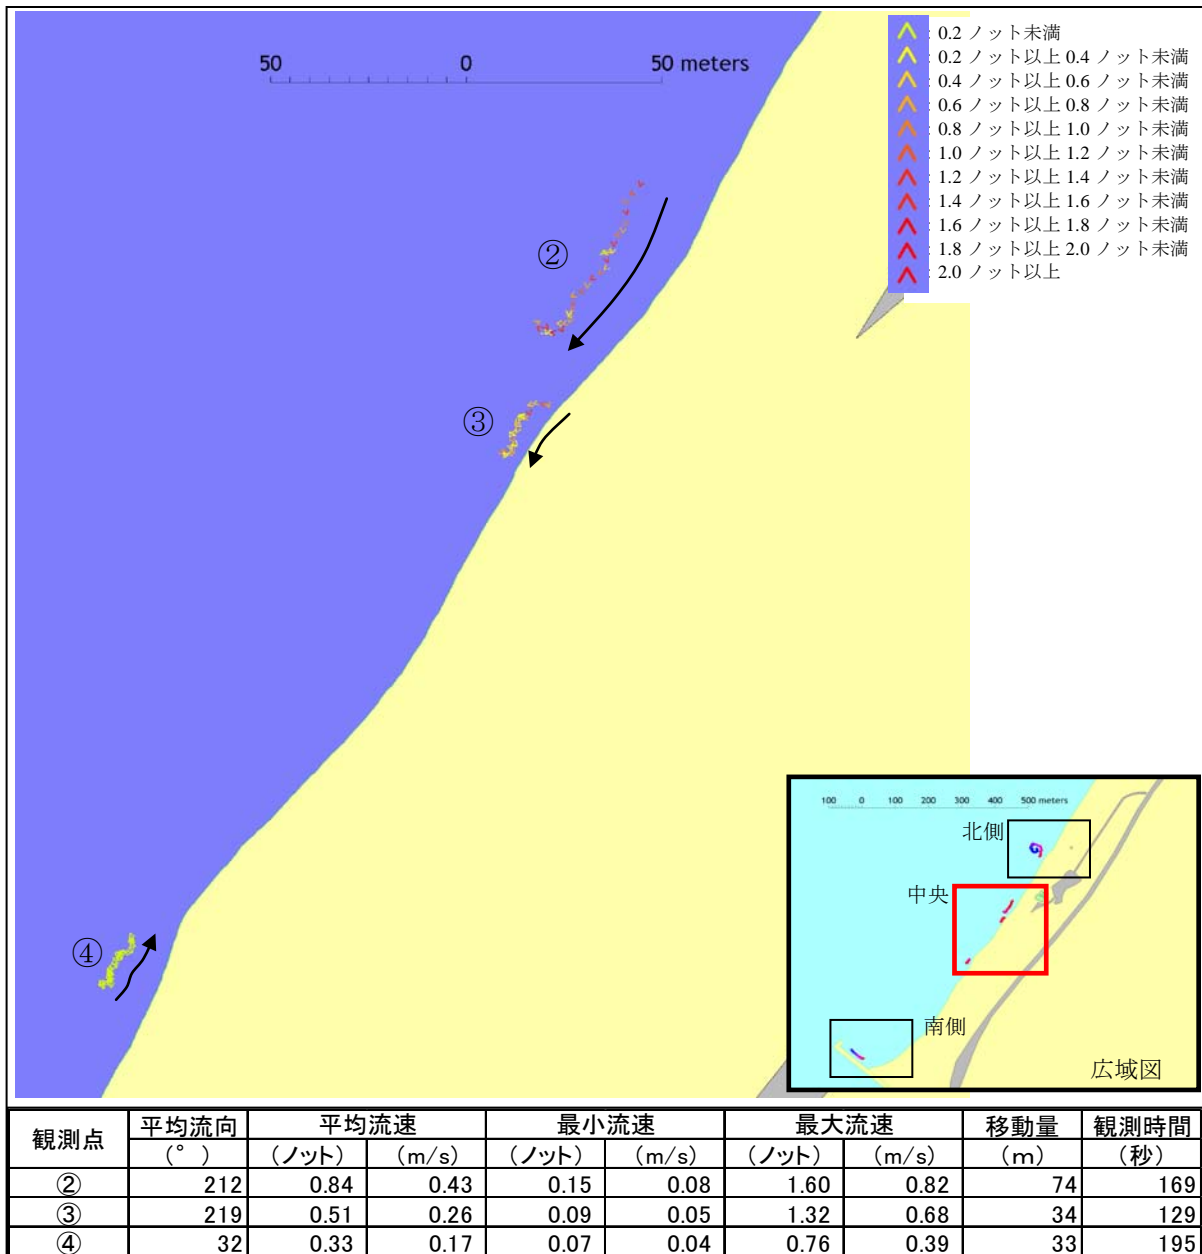 50 0 50 meters
0.2 ノット未満
: 0.2 ノット以上 0.4 ノット未満
: 0.4 ノット以上 0.6 ノット未満
: 0.6 ノット以上 0.8 ノット未満
: 0.8 ノット以上 1.0 ノット未満
: 1.0 ノット以上 1.2 ノット未満
: 1.2 ノット以上 1.4 ノット未満
: 1.4 ノット以上 1.6 ノット未満
: 1.6 ノット以上 1.8 ノット未満
: 1.8 ノット以上 2.0 ノット未満
: 2.0 ノット以上
②
③
④
100 0 100 200 300 400 500 meters
北側
中央
南側
広域図
観測点 平均流向 平均流速 最小流速 最大流速 移動量 観測時間
(°) (ノット) (m/s) (ノット) (m/s) (ノット) (m/s) (m) (秒)
② 212 0.84 0.43 0.15 0.08 1.60 0.82 74 169
③ 219 0.51 0.26 0.09 0.05 1.32 0.68 34 129
④ 32 0.33 0.17 0.07 0.04 0.76 0.39 33 195